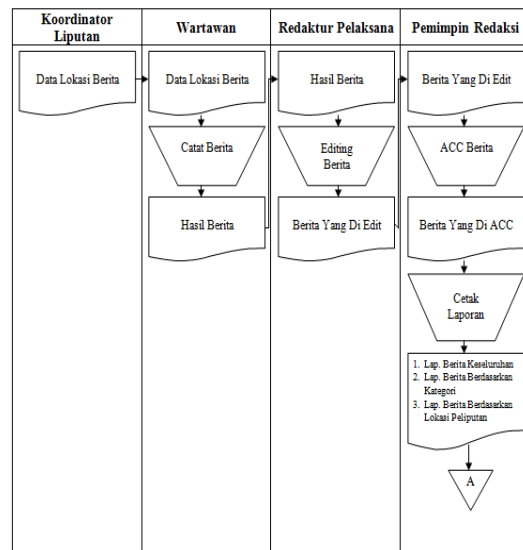 Koordinator
Liputan
Wartawan
Redaktur Pelaksana
Pemimpin Redaksi
Data Lokasi Berita
Data Lokasi Berita
Hasil Berita
Berita Yang Di Edit
Catat Berita
Editing
Berita
ACC Berita
Hasil Berita
Berita Yang Di Edit
Berita Yang Di ACC
Cetak
Laporan
1. Lap. Berita Keseluruhan
2. Lap. Berita Berdasarkan
Kategori
3. Lap. Berita Berdasarkan
Lokasi Peliputan
A